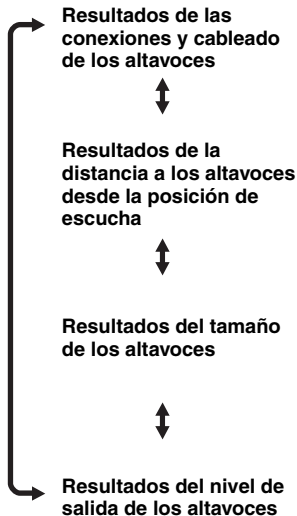 Resultados de las
conexiones y cableado
de los altavoces
Resultados de la
distancia a los altavoces
desde la posición de
escucha
Resultados del tamaño
de los altavoces
Resultados del nivel de
salida de los altavoces